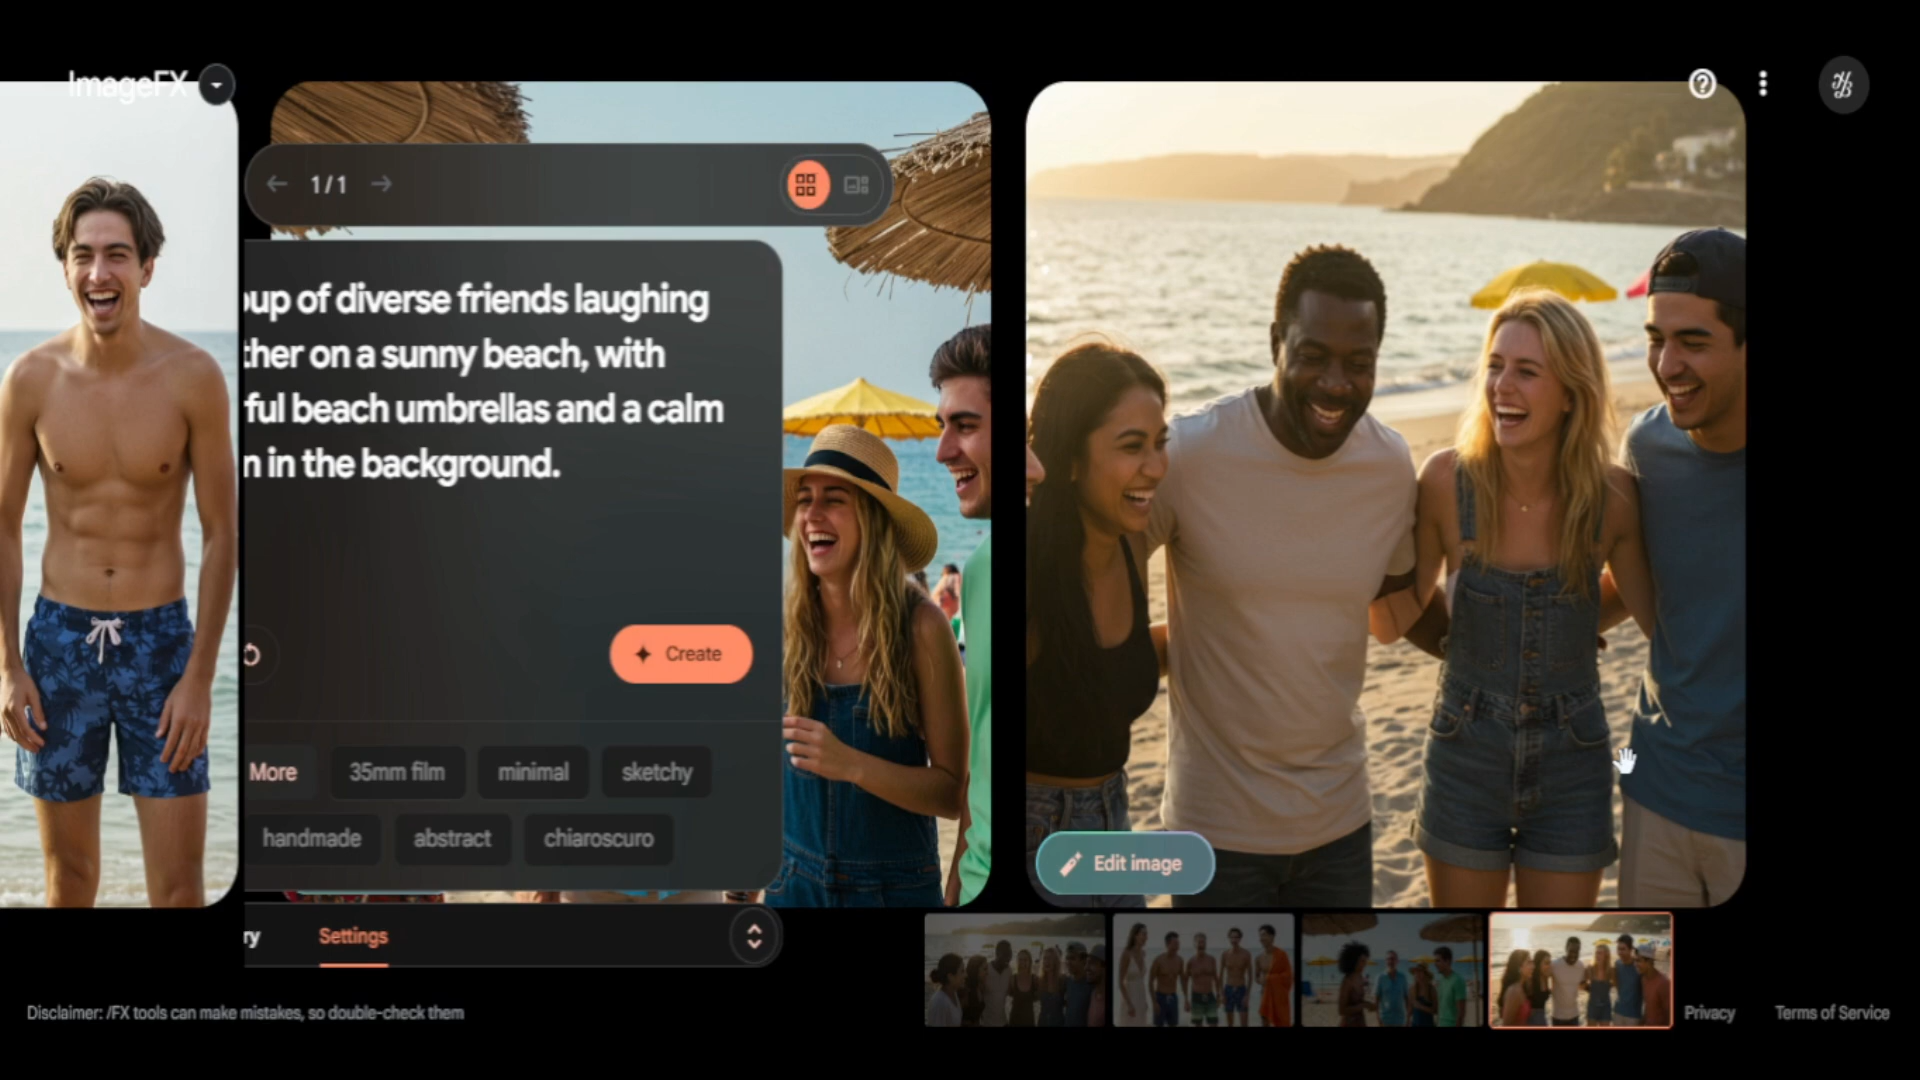 ImageFX
1/1
oup of diverse friends laughing
ther on a sunny beach, with
ful beach umbrellas and a calm
n in the background.
Create
More
35mm film
minimal
sketchy
handmade
abstract
chiaroscuro
Edit image
ry
Settings
Disclaimer: /FX tools can make mistakes, so double-check them
Privacy
Terms of Service